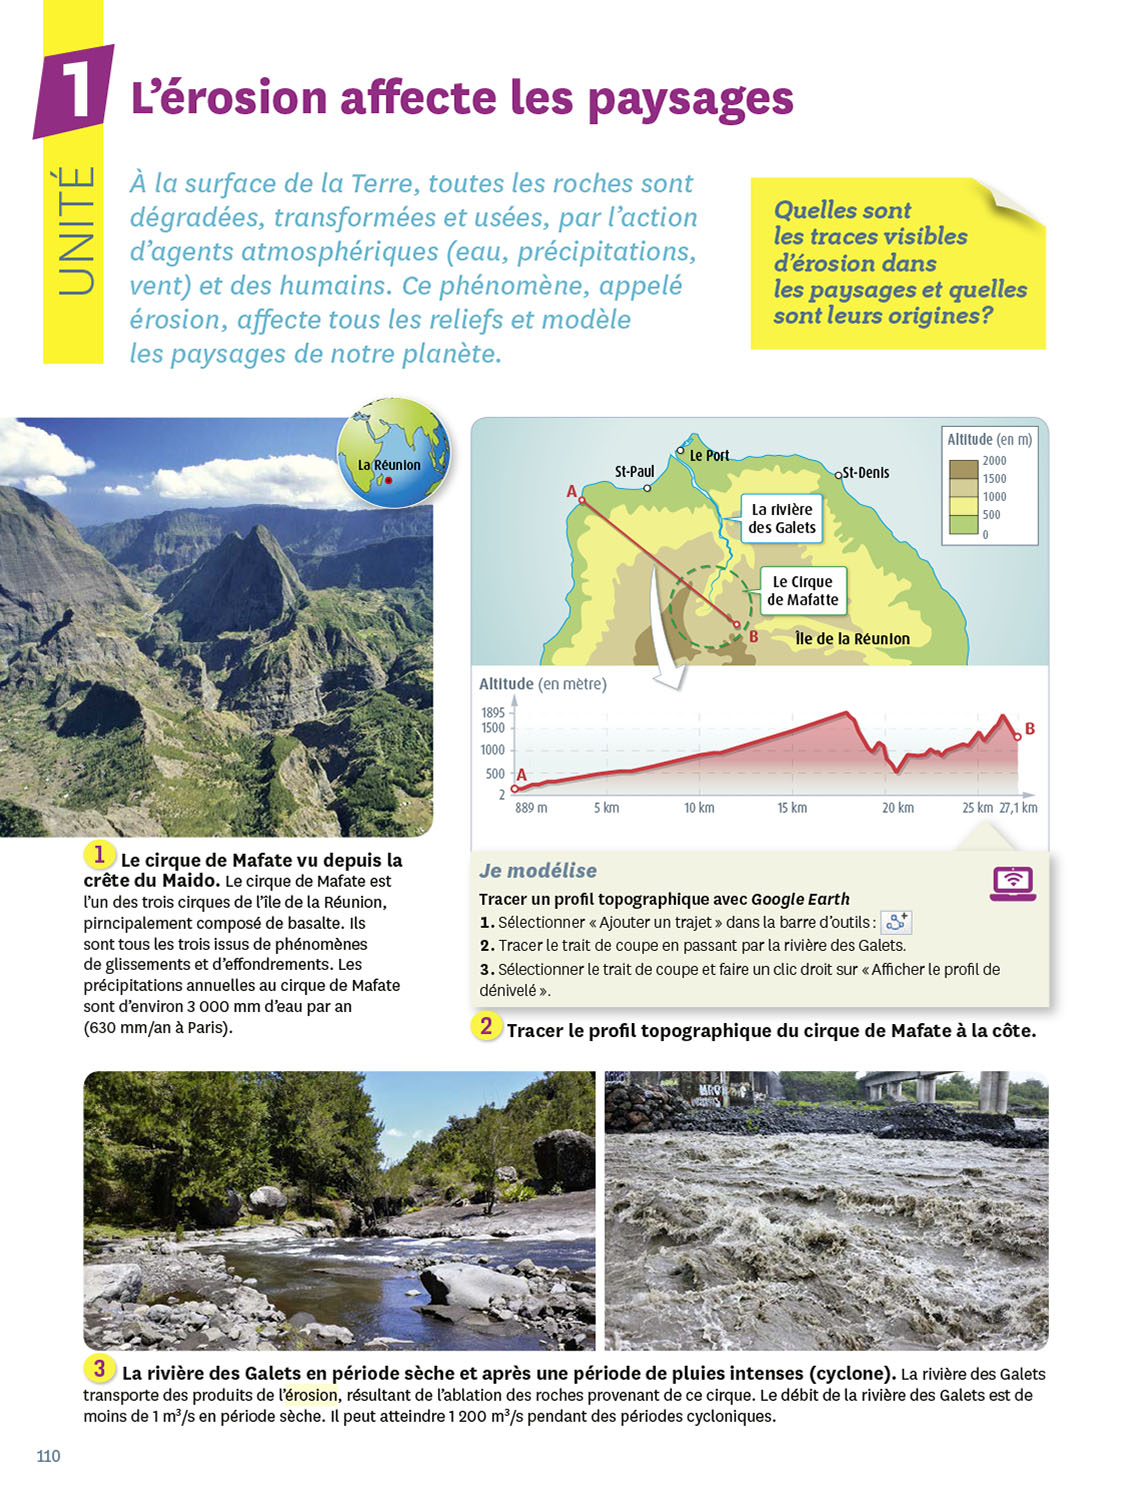 1
UNITÉ
L'érosion affecte les paysages
À la surface de la Terre, toutes les roches sont
dégradées, transformées et usées, par l'action
d'agents atmosphériques (eau, précipitations,
vent) et des humains. Ce phénomène, appelé
érosion, affecte tous les reliefs et modèle
les paysages de notre planète.
Quelles sont
les traces visibles
d'érosion dans
les paysages et quelles
sont leurs origines?
La Réunion
1 Le cirque de Mafate vu depuis la
crête du Maido. Le cirque de Mafate est
l'un des trois cirques de l'île de la Réunion,
pirncipalement composé de basalte. Ils
sont tous les trois issus de phénomènes
de glissements et d'effondrements. Les
précipitations annuelles au cirque de Mafate
sont d'environ 3 000 mm d'eau par an
(630 mm/an à Paris).
Altitude (en m)
2000
1500
1000
500
0
Le Port
St-Paul
St-Denis
A
La rivière
des Galets
Le Cirque
de Mafatte
B
Île de la Réunion
Altitude (en mètre)
1895
1500
1000
500
2
A
B
889 m 5 km 10 km 15 km 20 km 25 km 27,1 km
Je modélise
Tracer un profil topographique avec Google Earth
1. Sélectionner « Ajouter un trajet » dans la barre d'outils :
2. Tracer le trait de coupe en passant par la rivière des Galets.
3. Sélectionner le trait de coupe et faire un clic droit sur « Afficher le profil de
dénivelé ».
2 Tracer le profil topographique du cirque de Mafate à la côte.
3 La rivière des Galets en période sèche et après une période de pluies intenses (cyclone). La rivière des Galets
transporte des produits de l'érosion, résultant de l'ablation des roches provenant de ce cirque. Le débit de la rivière des Galets est de
moins de 1 m³/s en période sèche. Il peut atteindre 1 200 m³/s pendant des périodes cycloniques.
110